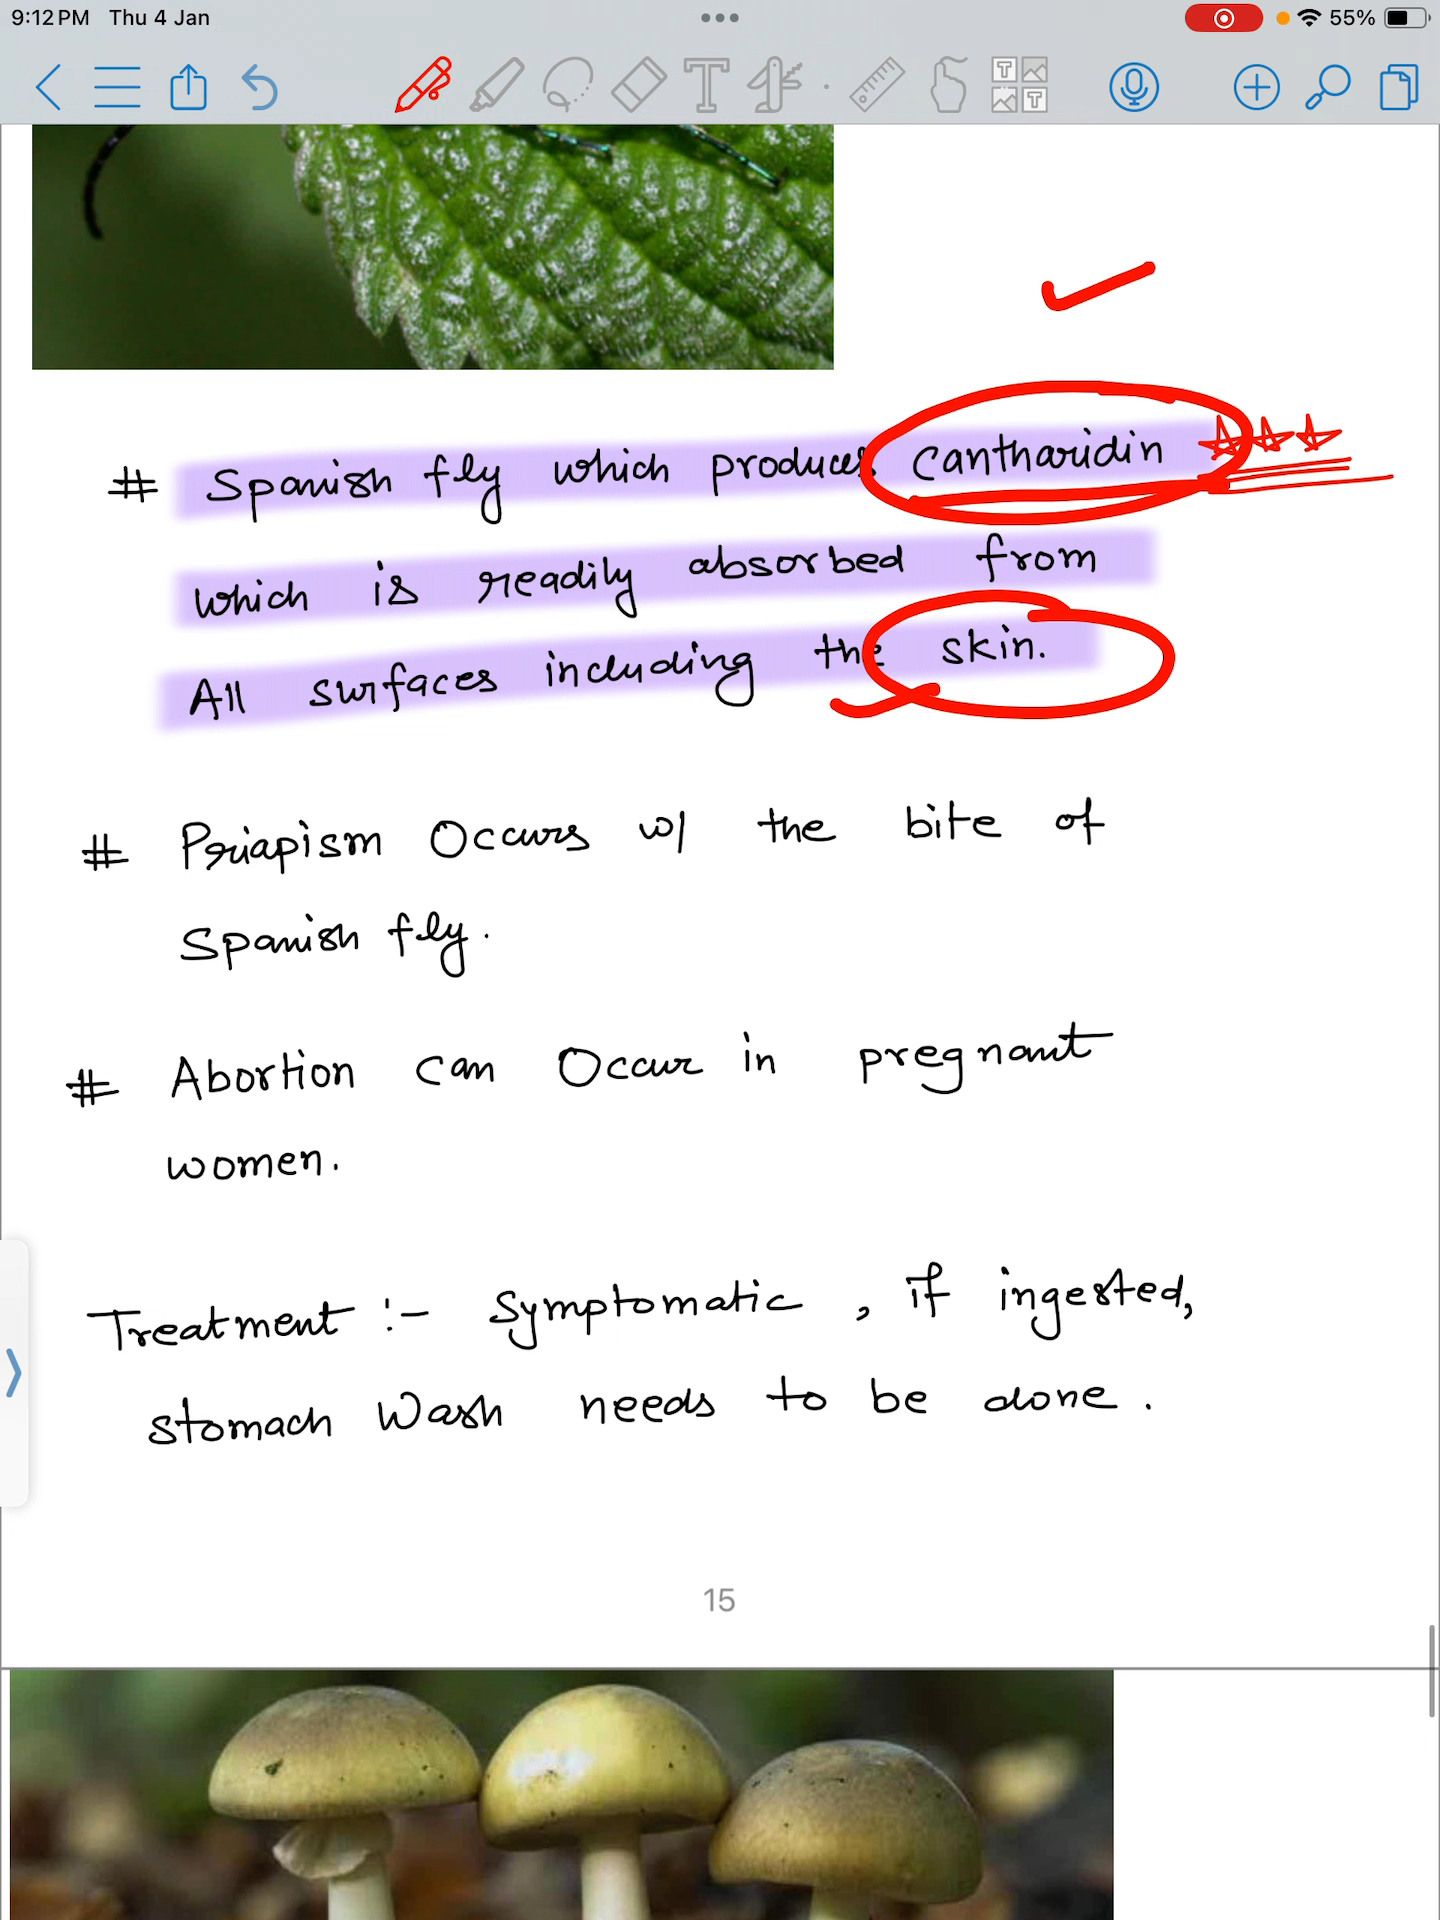 9:12 PM Thu 4 Jan
55%
# Spanish fly which produces cantharidin
which is readily absorbed from
All surfaces including the skin.
# Priapism Occurs w/ the bite of
Spanish fly.
# Abortion can Occur in pregnant
women.
Treatment :- Symptomatic, if ingested,
stomach Wash needs to be done.
15